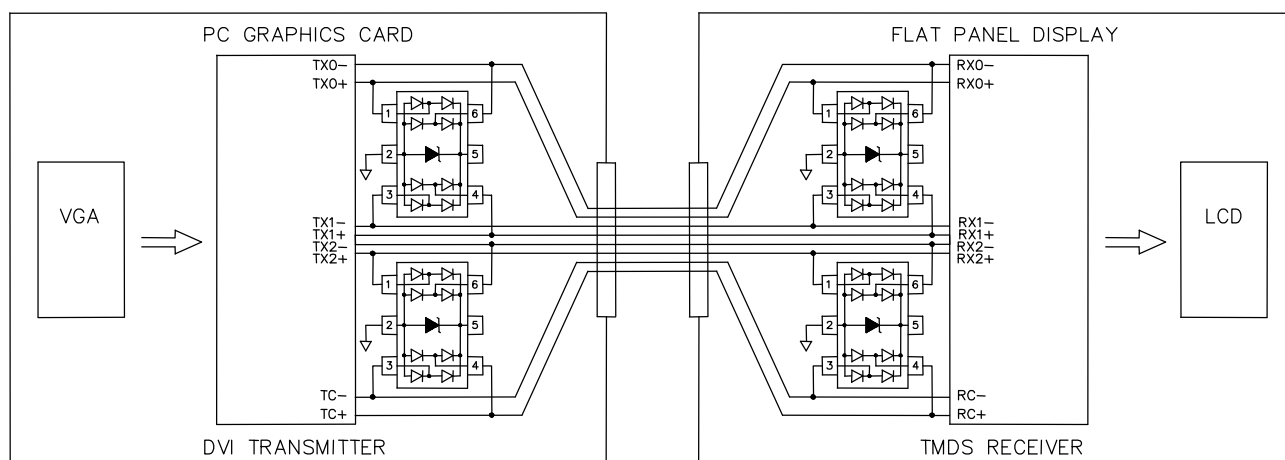 PC GRAPHICS CARD
FLAT PANEL DISPLAY
TX0-
TX0+
RX0-
RX0+
1
6
1
6
2
5
2
5
3
4
3
4
VGA
LCD
TX1-
TX1+
TX2-
TX2+
RX1-
RX1+
RX2-
RX2+
1
6
1
6
2
5
2
5
3
4
3
4
TC-
TC+
RC-
RC+
DVI TRANSMITTER
TMDS RECEIVER